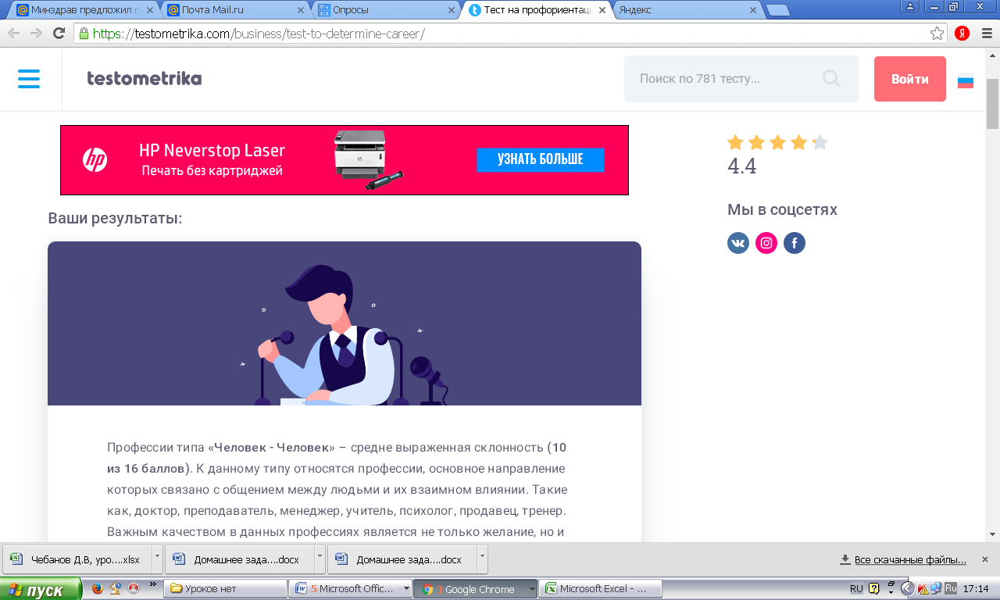 Минздрав предложил п
Почта Mail.ru
Опросы
Тест на профориентац
Яндекс
https://testometrika.com/business/test-to-determine-career/
testometrika
Поиск по 781 тесту...
Войти
hp
HP Neverstop Laser
Печать без картриджей
УЗНАТЬ БОЛЬШЕ
4.4
Мы в соцсетях
Ваши результаты:
Профессии типа «Человек - Человек» – средне выраженная склонность (10
из 16 баллов). К данному типу относятся профессии, основное направление
которых связано с общением между людьми и их взаимном влиянии. Такие
как, доктор, преподаватель, менеджер, учитель, психолог, продавец, тренер.
Важным качеством в данных профессиях является не только желание, но и
Чебанов Д.В, уро....xlsx
Домашнее зада....docx
Домашнее зада....docx
Все скачанные файлы...
пуск
Уроков нет
5 Microsoft Offic...
3 Google Chrome
Microsoft Excel - ...
RU
Ru
17:14